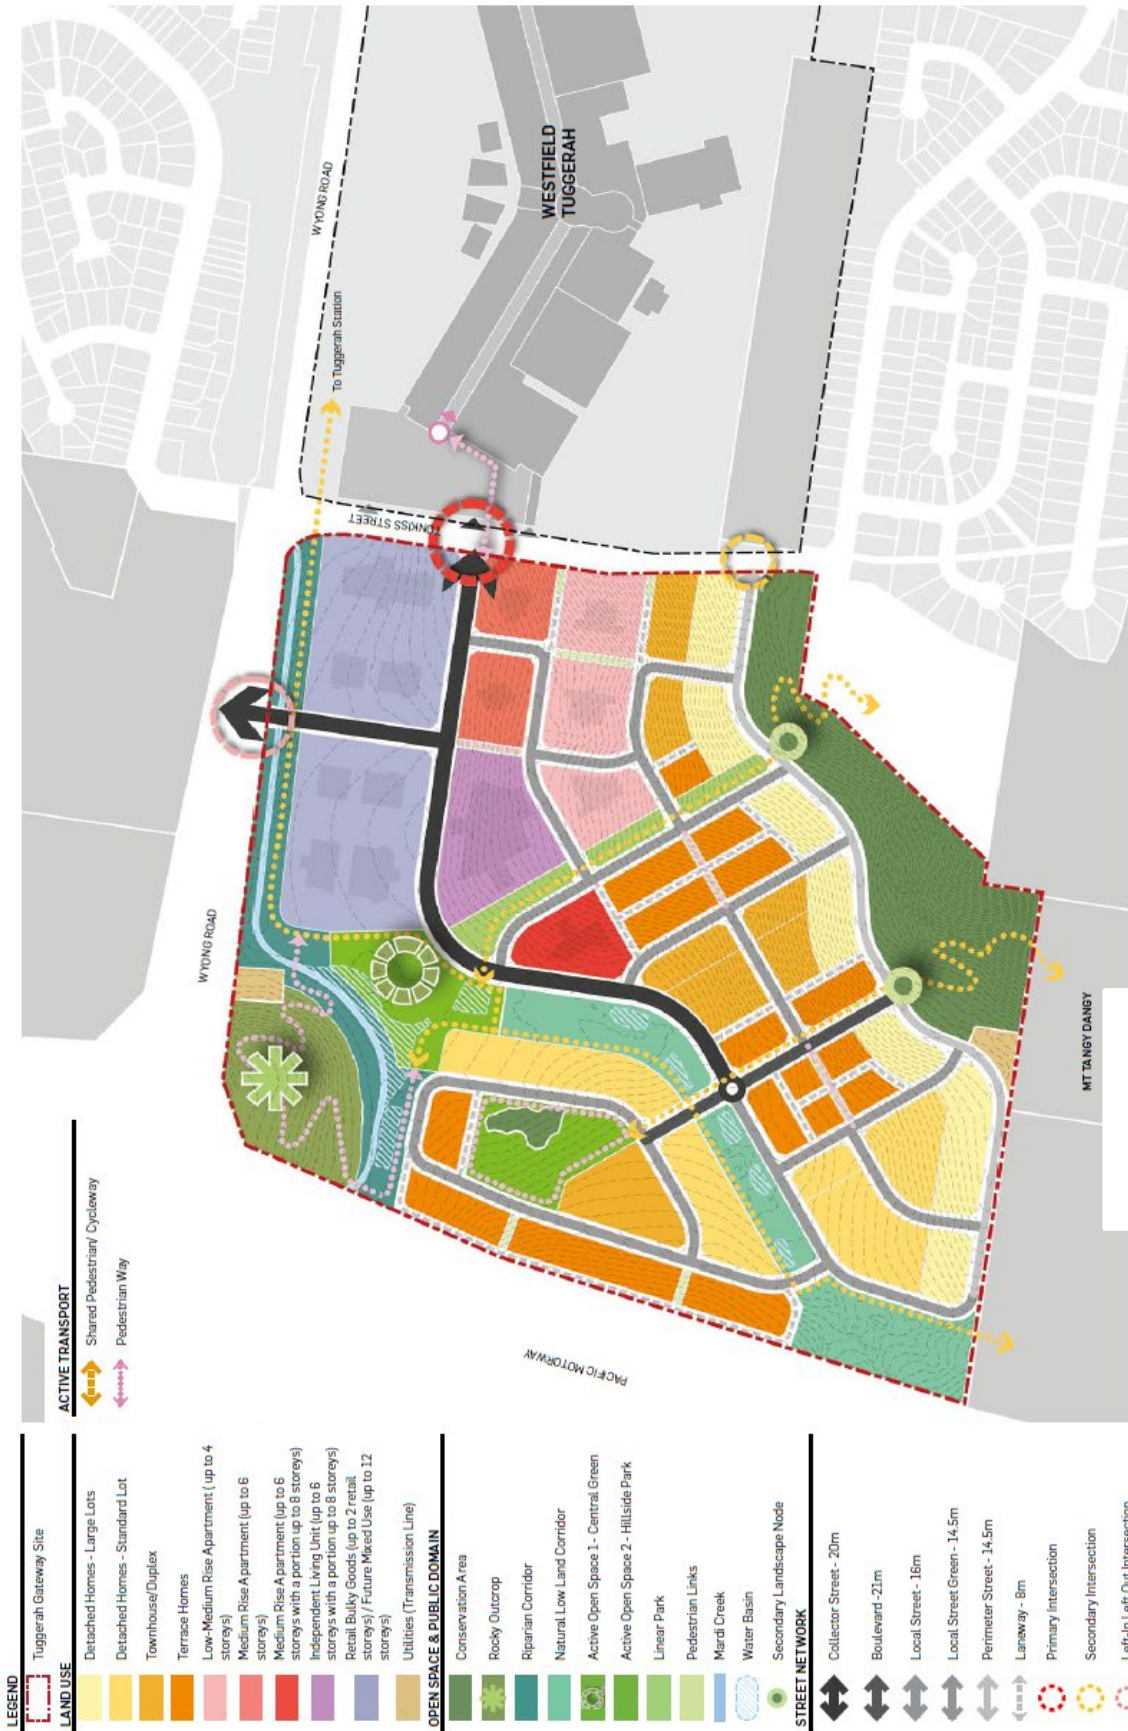 LEGEND
Tuggerah Gateway Site
LAND USE
Detached Homes - Large Lots
Detached Homes - Standard Lot
Townhouse/Duplex
Terrace Homes
Low-Medium Rise Apartment ( up to 4
storeys)
Medium Rise Apartment (up to 6
storeys)
Medium Rise Apartment (up to 6
storeys with a portion up to 8 storeys)
Independent Living Unit (up to 6
storeys with a portion up to 8 storeys)
Retail Bulky Goods (up to 2 retail
storeys) / Future Mixed Use (up to 12
storeys)
Utilities (Transmission Line)
OPEN SPACE & PUBLIC DOMAIN
Conservation Area
Rocky Outcrop
Riparian Corridor
Natural Low Land Corridor
Active Open Space 1 - Central Green
Active Open Space 2 - Hillside Park
Linear Park
Pedestrian Links
Mardi Creek
Water Basin
Secondary Landscape Node
STREET NETWORK
Collector Street - 20m
Boulevard -21m
Local Street - 16m
Local Street Green - 14.5m
Perimeter Street - 14.5m
Laneway - 8m
Primary Intersection
Secondary Intersection
Left-In Left Out Intersection
ACTIVE TRANSPORT
Shared Pedestrian/ Cycleway
Pedestrian Way
WYONG ROAD
WYONG ROAD
To Tuggerah Station
TONKISS STREET
WESTFIELD
TUGGERAH
PACIFIC MOTORWAY
MT TANGY DANGY